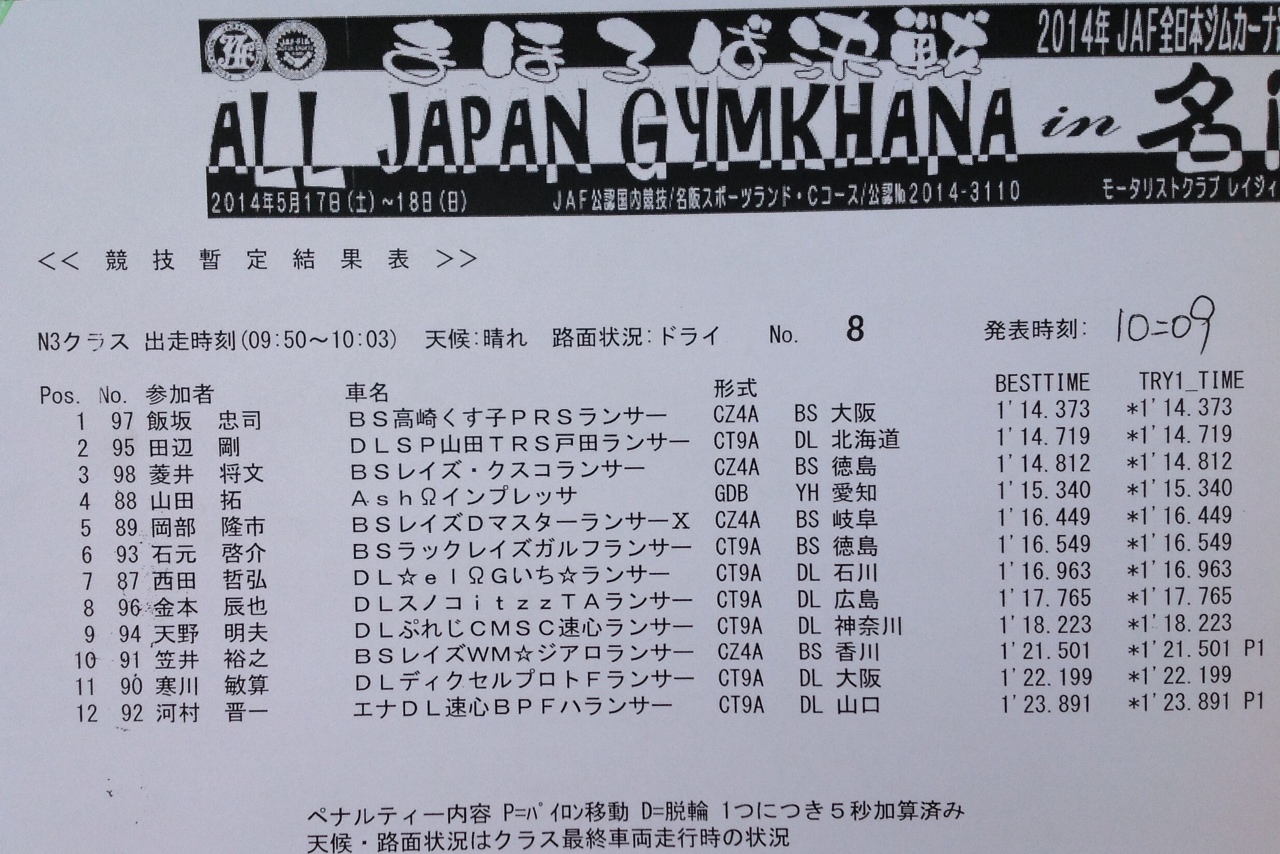 まほろば決戦 2014年 JAF全日本ジムカーナ
ALL JAPAN GYMKHANA in 名
2014年5月17日(土)~18日(日) JAF公認国内競技/名阪スポーツランド・Cコース/公認№2014-3110 モータリストクラブ レイジィ
<< 競技暫定結果表 >>
N3クラス 出走時刻(09:50~10:03) 天候:晴れ 路面状況:ドライ No. 8 発表時刻: 10=09
Pos. No. 参加者 車名 形式 BESTTIME TRY1_TIME
1 97 飯坂 忠司 BS高崎くす子PRSランサー CZ4A BS 大阪 1'14.373 *1'14.373
2 95 田辺 剛 DLSP山田TRS戸田ランサー CT9A DL 北海道 1'14.719 *1'14.719
3 98 菱井 将文 BSレイズ・クスコランサー CZ4A BS 徳島 1'14.812 *1'14.812
4 88 山田 拓 AshΩインプレッサ GDB YH 愛知 1'15.340 *1'15.340
5 89 岡部 隆市 BSレイズDマスターランサーX CZ4A BS 岐阜 1'16.449 *1'16.449
6 93 石元 啓介 BSラックレイズガルフランサー CT9A BS 徳島 1'16.549 *1'16.549
7 87 西田 哲弘 DL☆elΩGいち☆ランサー CT9A DL 石川 1'16.963 *1'16.963
8 96 金本 辰也 DLスノコitzzTAランサー CT9A DL 広島 1'17.765 *1'17.765
9 94 天野 明夫 DLぷれじCMSC速心ランサー CT9A DL 神奈川 1'18.223 *1'18.223
10 91 笠井 裕之 BSレイズWM☆ジアロランサー CZ4A BS 香川 1'21.501 *1'21.501 P1
11 90 寒川 敏算 DLディクセルプロトFランサー CT9A DL 大阪 1'22.199 *1'22.199
12 92 河村 晋一 エナDL速心BPFハランサー CT9A DL 山口 1'23.891 *1'23.891 P1
ペナルティー内容 P=パイロン移動 D=脱輪 1つにつき5秒加算済み
天候・路面状況はクラス最終車両走行時の状況